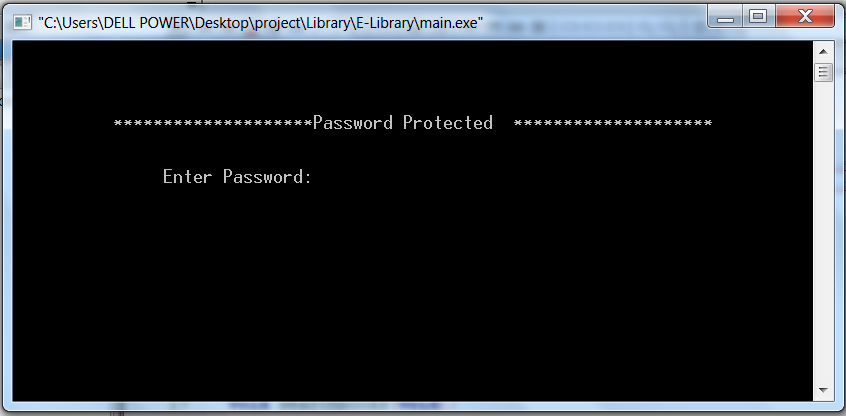 "C:\Users\DELL POWER\Desktop\project\Library\E-Library\main.exe"
********************Password Protected  ********************
Enter Password: